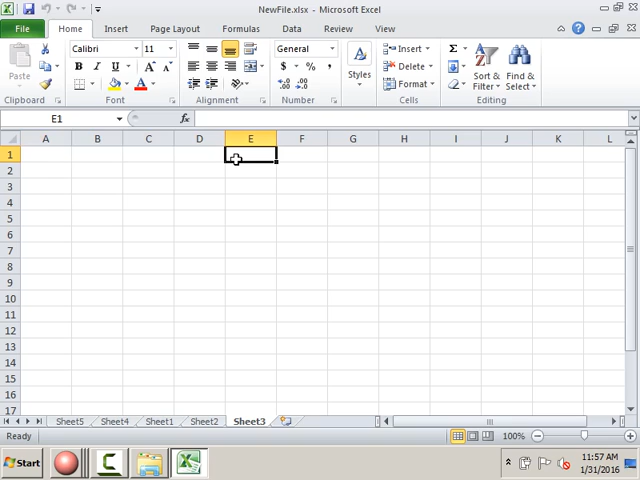 NewFile.xlsx - Microsoft Excel
File Home Insert Page Layout Formulas Data Review View
Paste
Clipboard
Calibri 11
B I U
A
Font
Alignment
General
$ % ,
Number
Styles
Insert
Delete
Format
Cells
Σ
Sort & Filter
Find & Select
Editing
E1 fx
A B C D E F G H I J K L
1
2
3
4
5
6
7
8
9
10
11
12
13
14
15
16
17
Sheet5 Sheet4 Sheet1 Sheet2 Sheet3
Ready 100%
Start 11:57 AM
1/31/2016